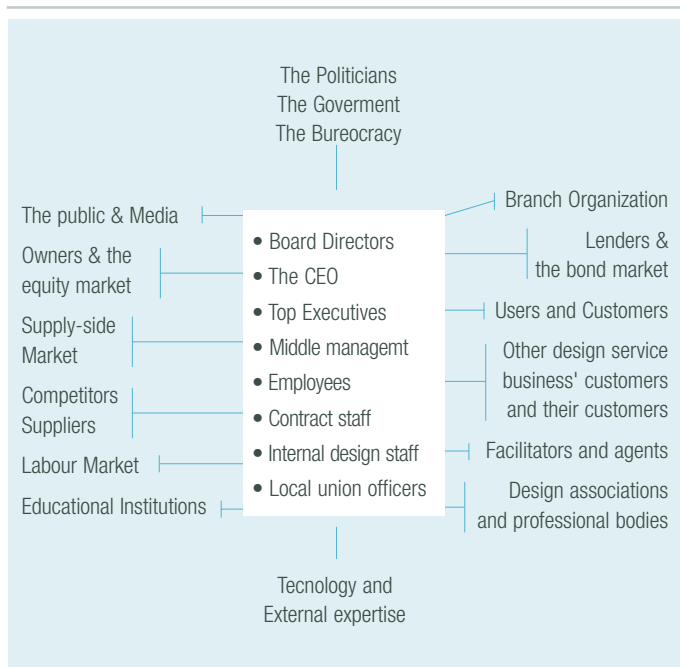 The Politicians
The Goverment
The Bureocracy
The public & Media
Owners & the
equity market
Supply-side
Market
Competitors
Suppliers
Labour Market
Educational Institutions
• Board Directors
• The CEO
• Top Executives
• Middle managemt
• Employees
• Contract staff
• Internal design staff
• Local union officers
Branch Organization
Lenders &
the bond market
Users and Customers
Other design service
business' customers
and their customers
Facilitators and agents
Design associations
and professional bodies
Tecnology and
External expertise